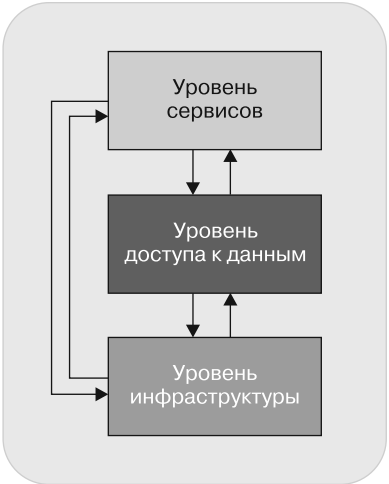 Уровень
сервисов
Уровень
доступа к данным
Уровень
инфраструктуры